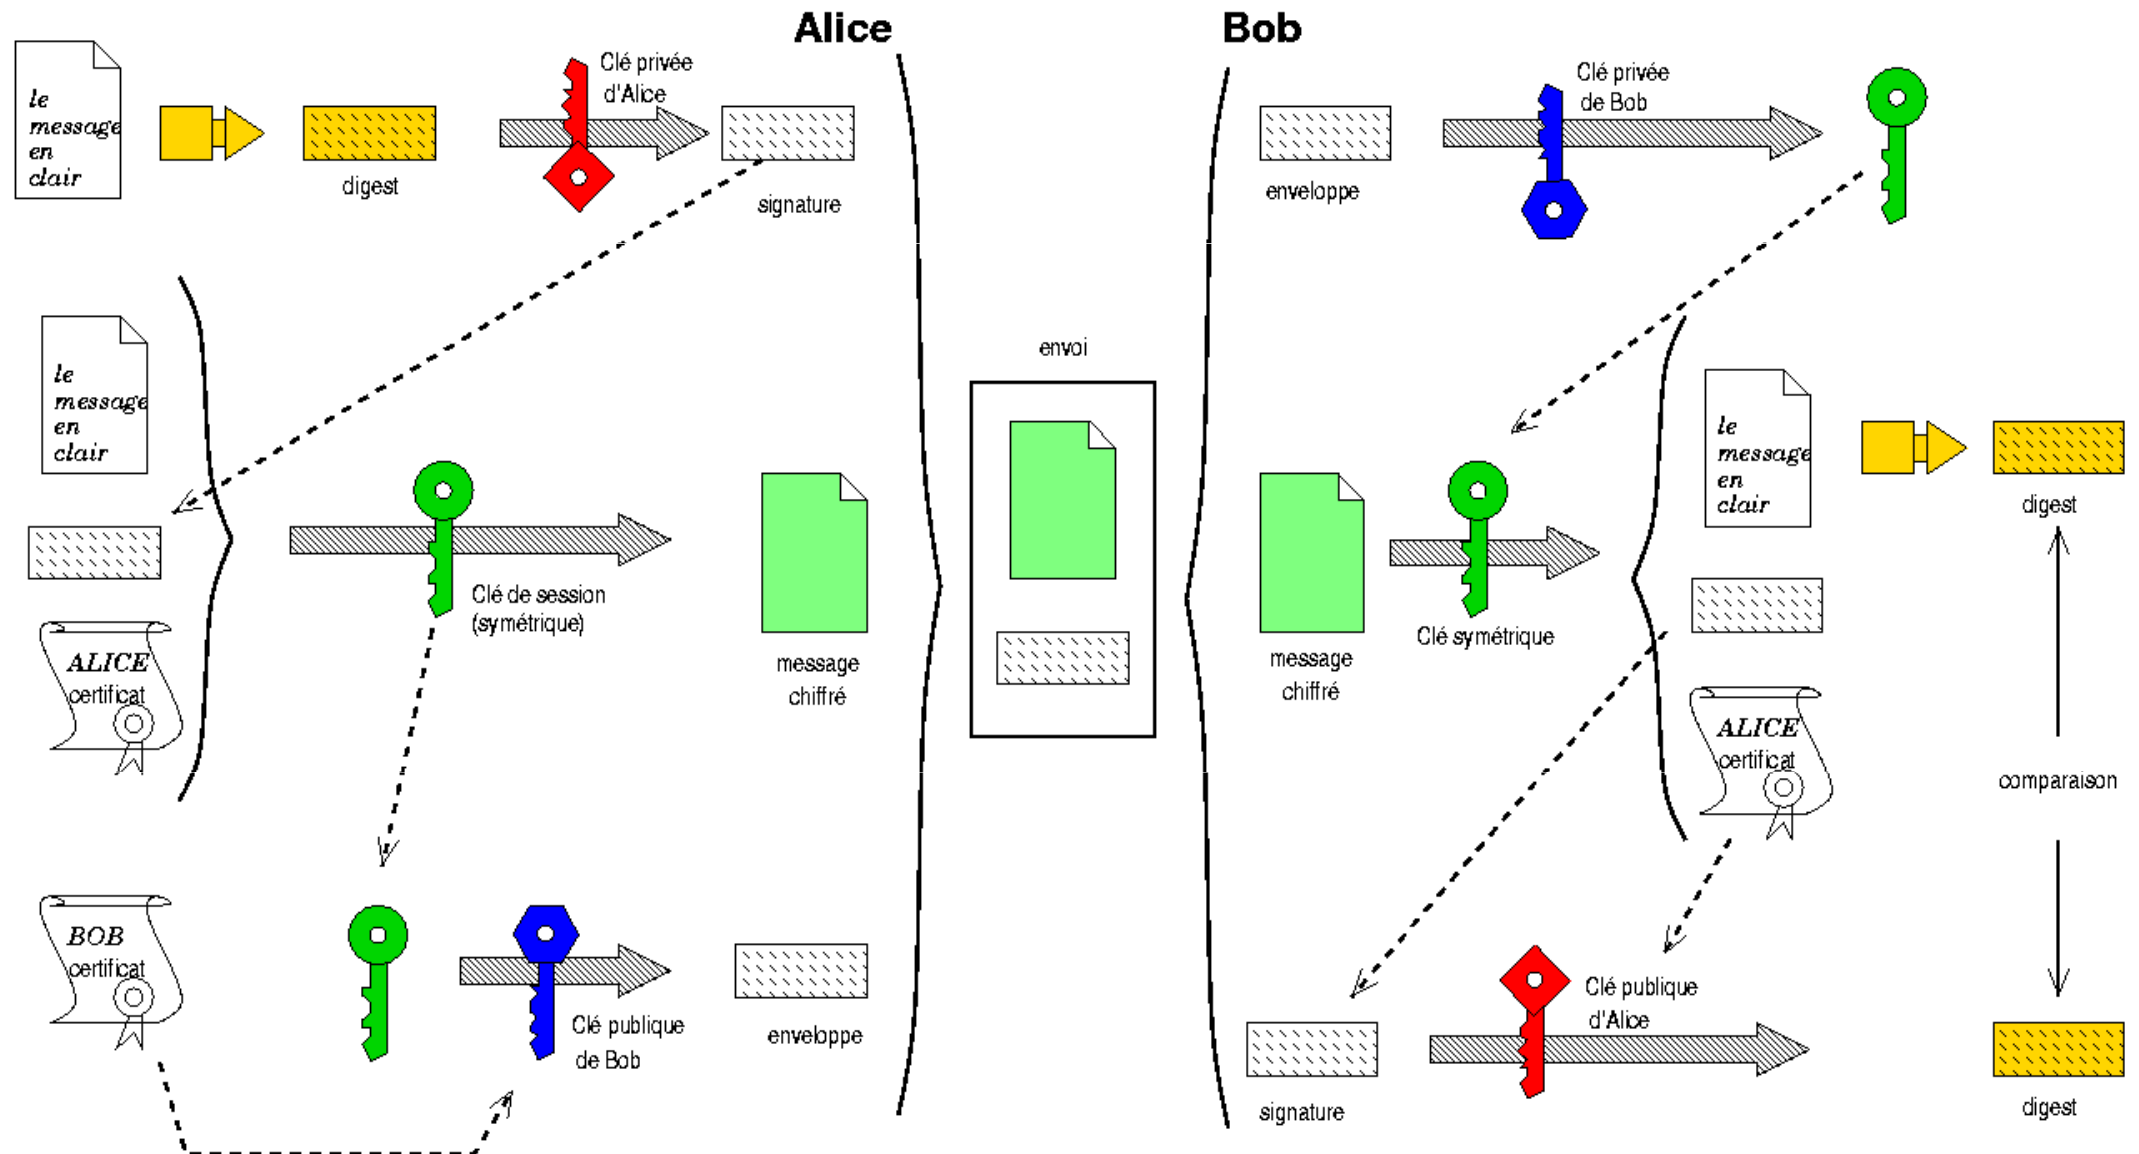 Alice
Bob
le
message
en
clair
digest
Clé privée
d'Alice
signature
enveloppe
Clé privée
de Bob
le
message
en
clair
ALICE
certificat
Clé de session
(symétrique)
message
chiffré
envoi
message
chiffré
Clé symétrique
le
message
en
clair
digest
ALICE
certificat
comparaison
BOB
certificat
Clé publique
de Bob
enveloppe
signature
Clé publique
d'Alice
digest